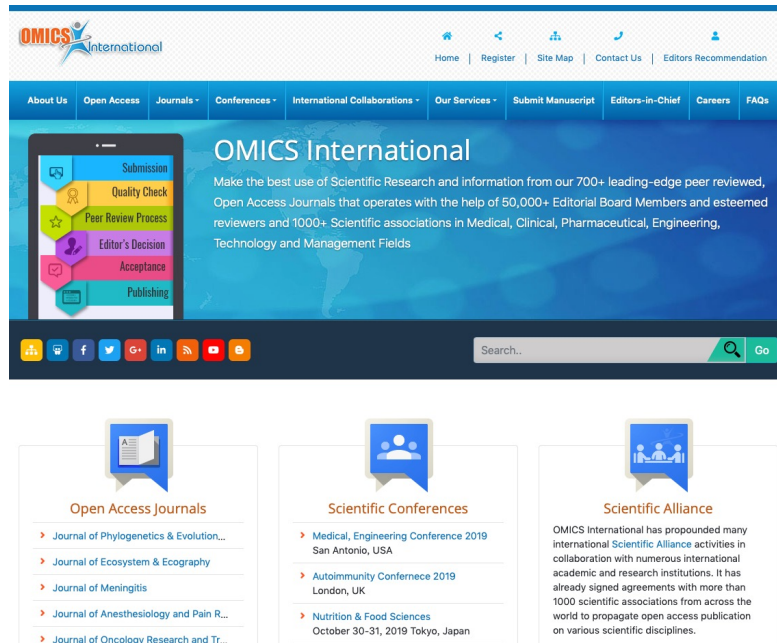 OMICS International
Home | Register | Site Map | Contact Us | Editors Recommendation
About Us Open Access Journals Conferences International Collaborations Our Services Submit Manuscript Editors-in-Chief Careers FAQs
Submission
Quality Check
Peer Review Process
Editor's Decision
Acceptance
Publishing
OMICS International
Make the best use of Scientific Research and information from our 700+ leading-edge peer reviewed,
Open Access Journals that operates with the help of 50,000+ Editorial Board Members and esteemed
reviewers and 1000+ Scientific associations in Medical, Clinical, Pharmaceutical, Engineering,
Technology and Management Fields
Search..
Go
Open Access Journals
Journal of Phylogenetics & Evolution...
Journal of Ecosystem & Ecography
Journal of Meningitis
Journal of Anesthesiology and Pain R...
Journal of Oncology Research and Tr...
Scientific Conferences
Medical, Engineering Conference 2019
San Antonio, USA
Autoimmunity Confernece 2019
London, UK
Nutrition & Food Sciences
October 30-31, 2019 Tokyo, Japan
Scientific Alliance
OMICS International has propounded many
international Scientific Alliance activities in
collaboration with numerous international
academic and research institutions. It has
already signed agreements with more than
1000 scientific associations from across the
world to propagate open access publication
on various scientific disciplines.